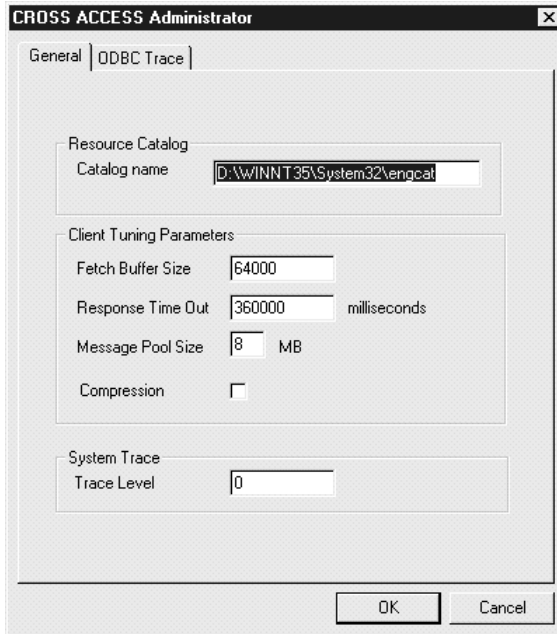 CROSS ACCESS Administrator
General ODBC Trace
Resource Catalog
Catalog name D:\WINNT35\System32\engcat
Client Tuning Parameters
Fetch Buffer Size 64000
Response Time Out 360000 milliseconds
Message Pool Size 8 MB
Compression
System Trace
Trace Level 0
OK Cancel